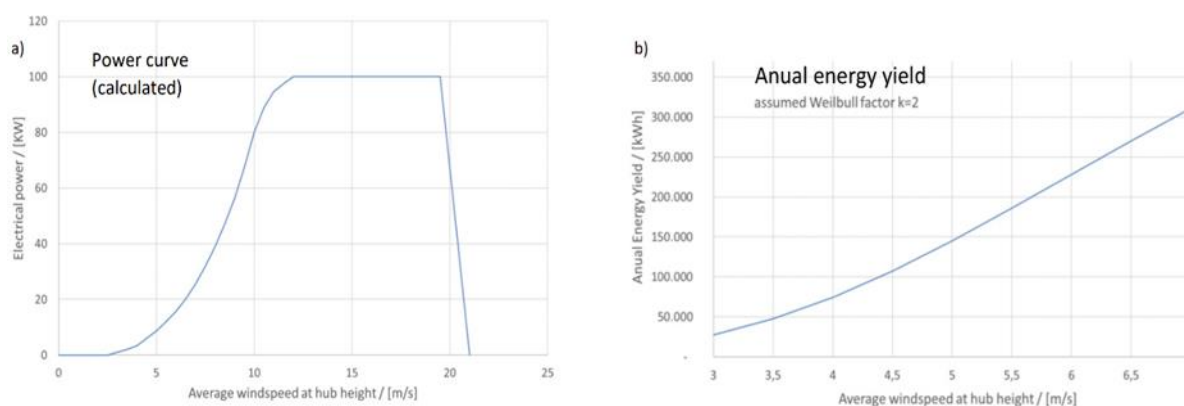 a)
Power curve
(calculated)
Electrical power / [KW]
120
100
80
60
40
20
0
0 5 10 15 20 25
Average windspeed at hub height / [m/s]
b)
Anual energy yield
assumed Weilbull factor k=2
Anual Energy Yield / [kWh]
350.000
300.000
250.000
200.000
150.000
100.000
50.000
-
3 3,5 4 4,5 5 5,5 6 6,5
Average windspeed at hub height / [m/s]